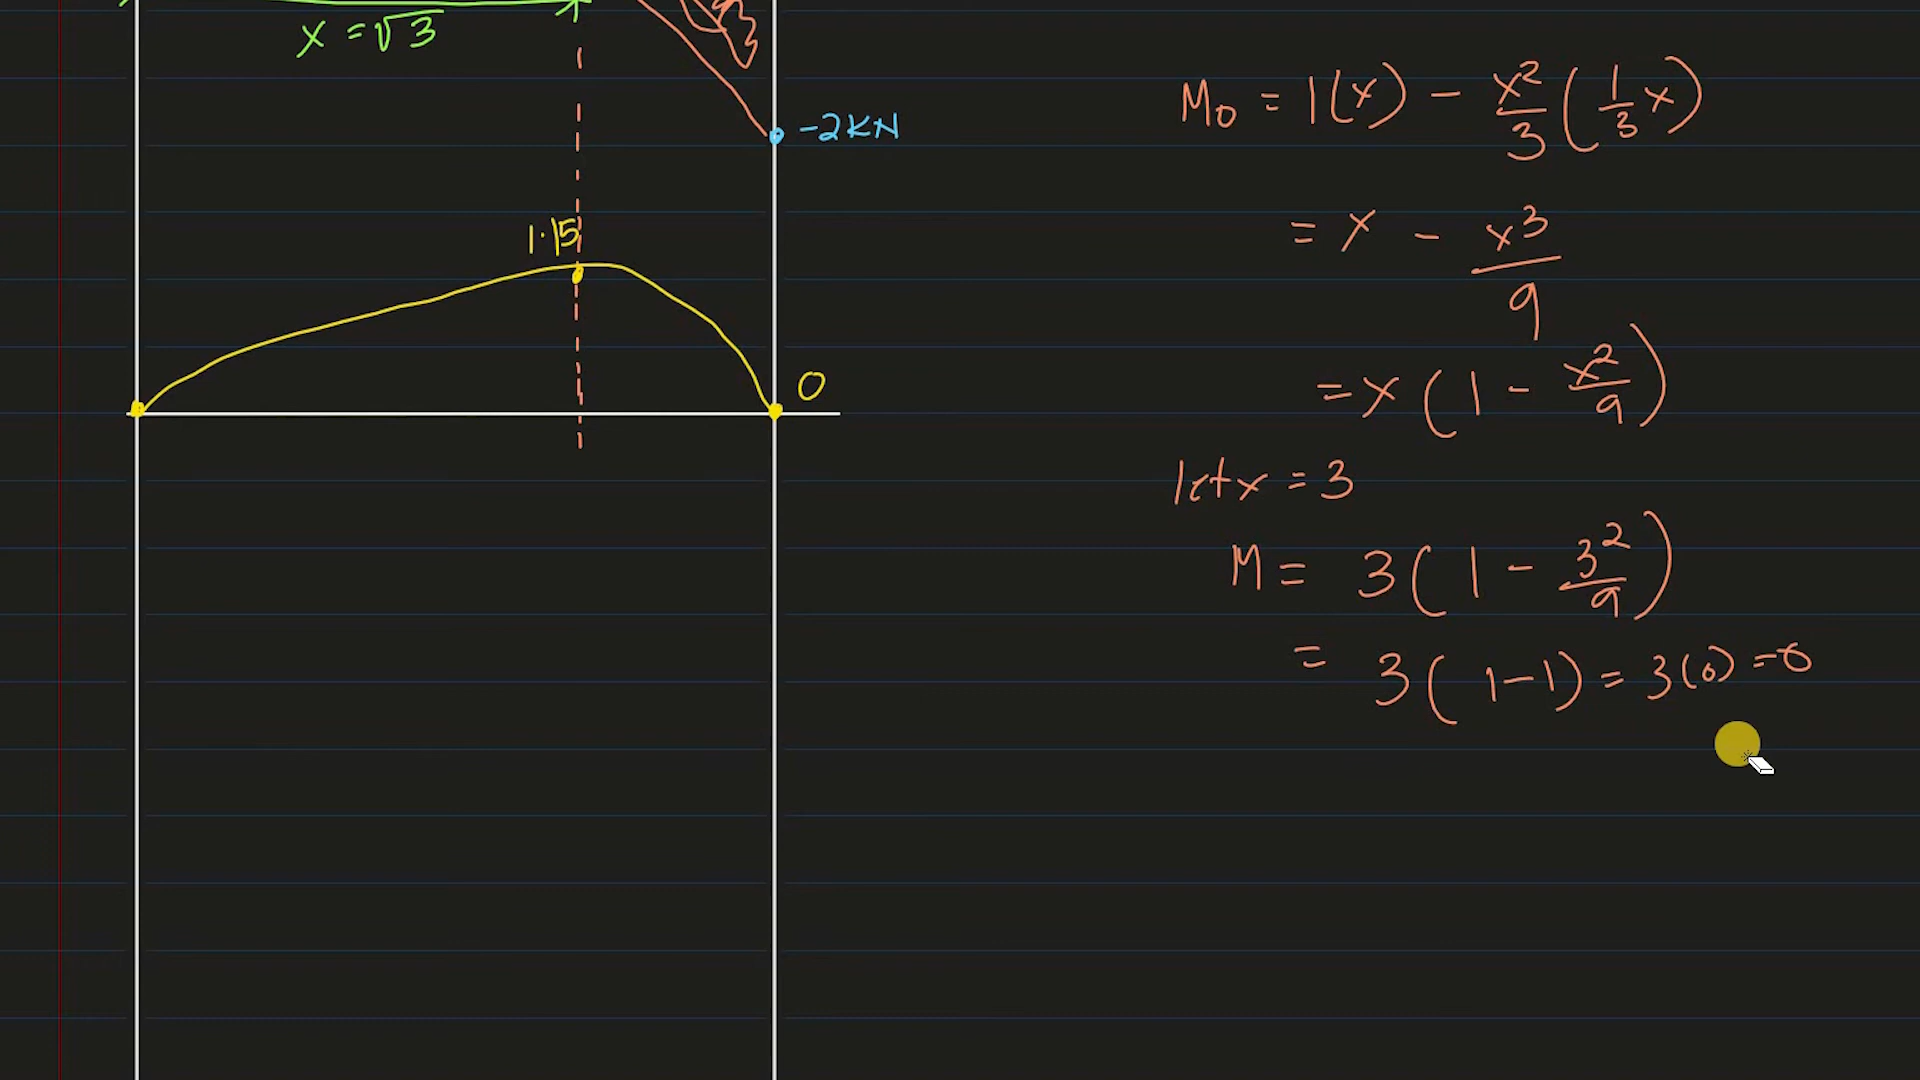 x = √3
-2KN
1.15
0
M₀ = 1(x) - x²/3 (1/3 x)
= x - x³/9
= x (1 - x²/9)
let x = 3
M = 3 (1 - 3²/9)
= 3 (1-1) = 3(0) = 0